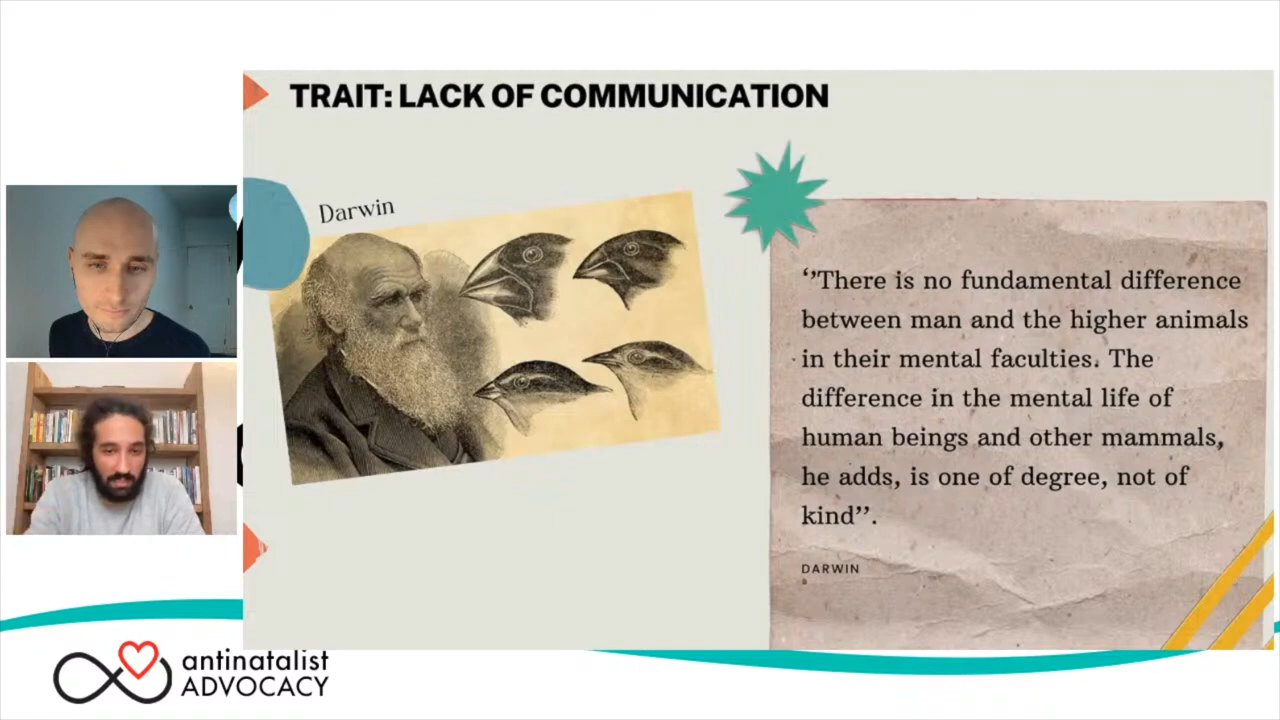 TRAIT: LACK OF COMMUNICATION
Darwin
‘’There is no fundamental difference
between man and the higher animals
in their mental faculties. The
difference in the mental life of
human beings and other mammals,
he adds, is one of degree, not of
kind’’.
DARWIN
antinatalist
ADVOCACY